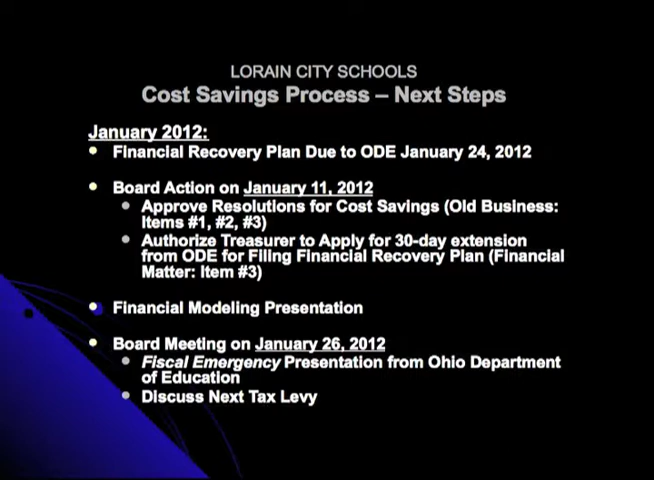 LORAIN CITY SCHOOLS
Cost Savings Process – Next Steps
January 2012:
• Financial Recovery Plan Due to ODE January 24, 2012
• Board Action on January 11, 2012
• Approve Resolutions for Cost Savings (Old Business:
Items #1, #2, #3)
• Authorize Treasurer to Apply for 30-day extension
from ODE for Filing Financial Recovery Plan (Financial
Matter: Item #3)
• Financial Modeling Presentation
• Board Meeting on January 26, 2012
• Fiscal Emergency Presentation from Ohio Department
of Education
• Discuss Next Tax Levy